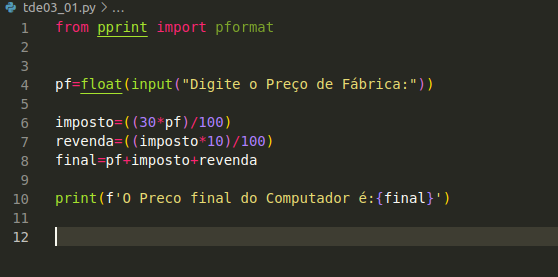 tde03_01.py > ...
1 from pprint import pformat
2
3
4 pf=float(input("Digite o Preço de Fábrica:"))
5
6 imposto=((30*pf)/100)
7 revenda=((imposto*10)/100)
8 final=pf+imposto+revenda
9
10 print(f'O Preco final do Computador é:{final}')
11
12